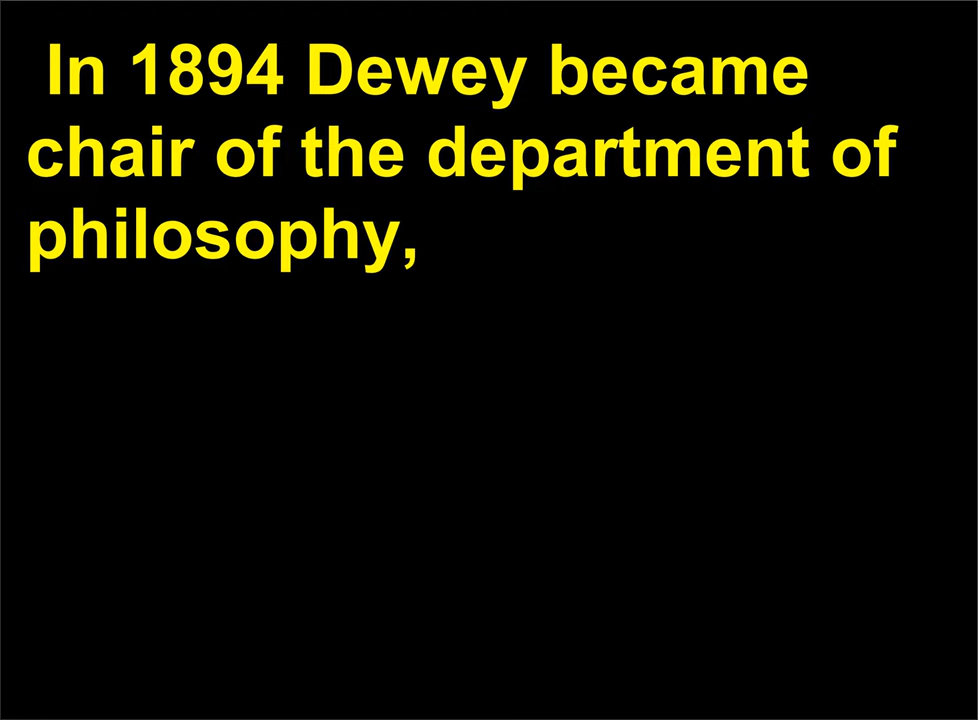 In 1894 Dewey became
chair of the department of
philosophy,